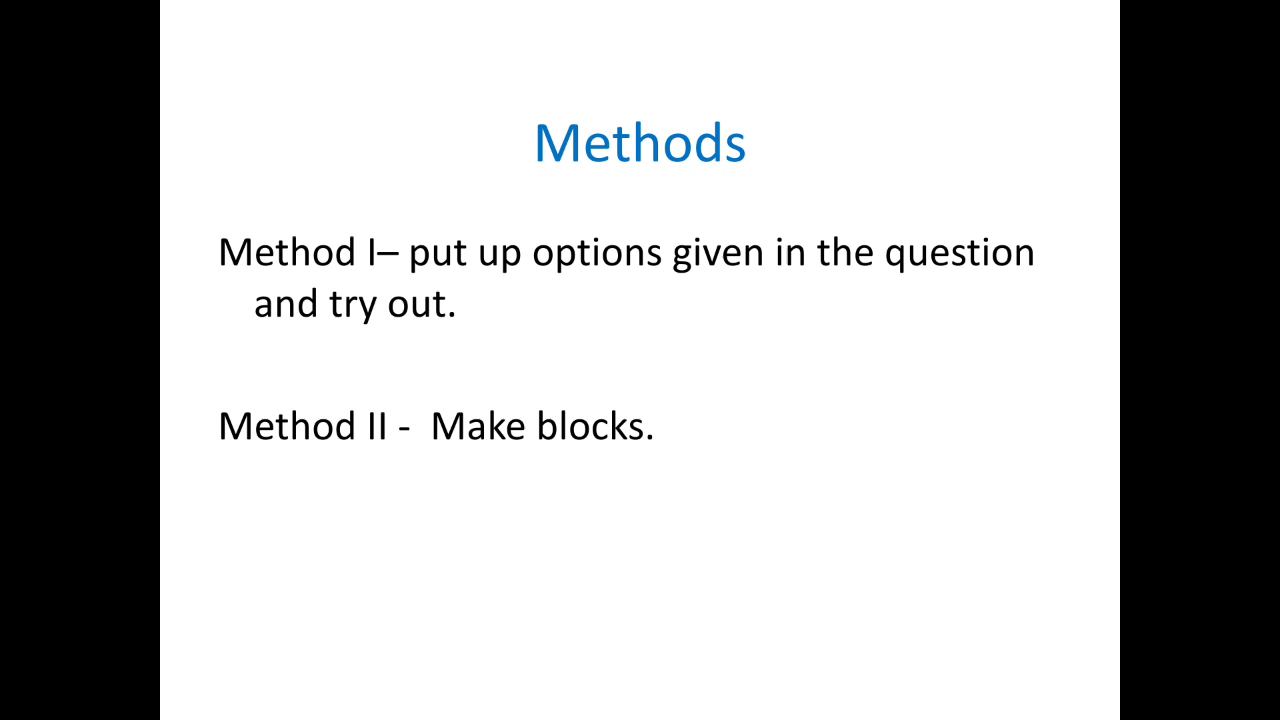 Methods
Method I– put up options given in the question
and try out.
Method II -  Make blocks.